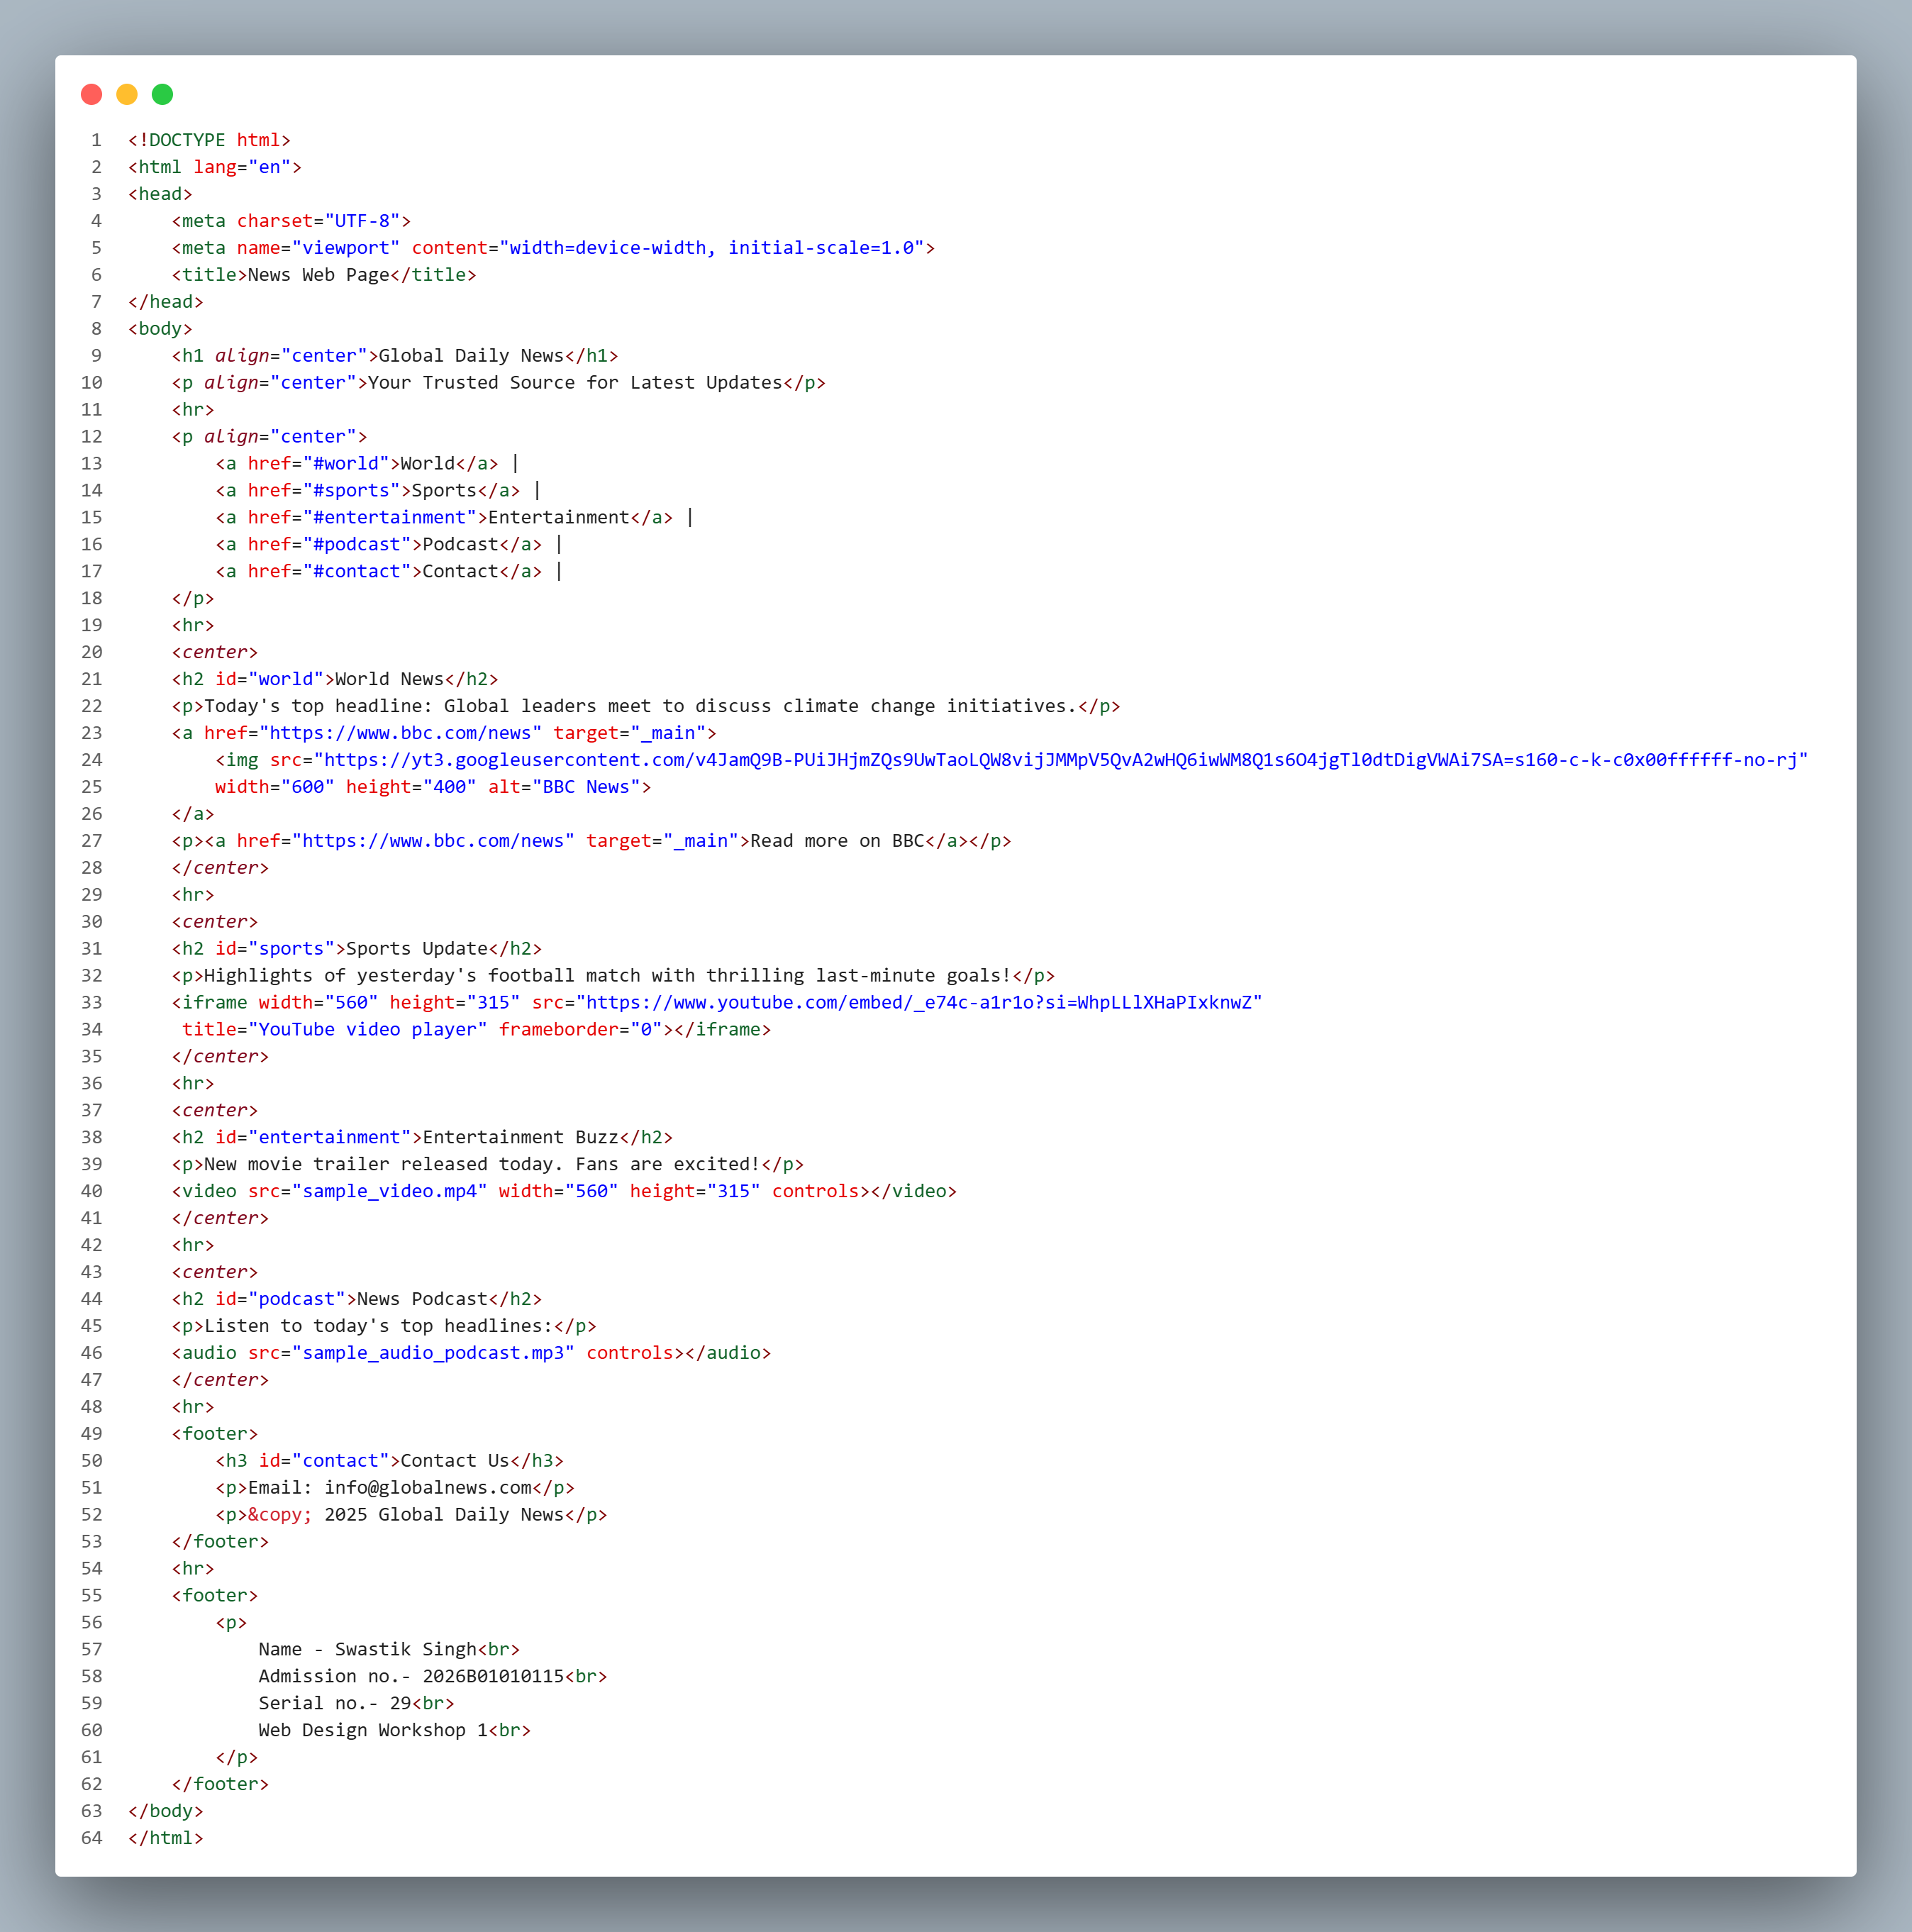 1 <!DOCTYPE html>
2 <html lang="en">
3 <head>
4     <meta charset="UTF-8">
5     <meta name="viewport" content="width=device-width, initial-scale=1.0">
6     <title>News Web Page</title>
7 </head>
8 <body>
9     <h1 align="center">Global Daily News</h1>
10     <p align="center">Your Trusted Source for Latest Updates</p>
11     <hr>
12     <p align="center">
13         <a href="#world">World</a> |
14         <a href="#sports">Sports</a> |
15         <a href="#entertainment">Entertainment</a> |
16         <a href="#podcast">Podcast</a> |
17         <a href="#contact">Contact</a> |
18     </p>
19     <hr>
20     <center>
21     <h2 id="world">World News</h2>
22     <p>Today's top headline: Global leaders meet to discuss climate change initiatives.</p>
23     <a href="https://www.bbc.com/news" target="_main">
24         <img src="https://yt3.googleusercontent.com/v4JamQ9B-PUiJHjmZQs9UwTaoLQW8vijJMMpV5QvA2wHQ6iwWM8Q1s6O4jgTl0dtDigVWAi7SA=s160-c-k-c0x00ffffff-no-rj"
25         width="600" height="400" alt="BBC News">
26     </a>
27     <p><a href="https://www.bbc.com/news" target="_main">Read more on BBC</a></p>
28     </center>
29     <hr>
30     <center>
31     <h2 id="sports">Sports Update</h2>
32     <p>Highlights of yesterday's football match with thrilling last-minute goals!</p>
33     <iframe width="560" height="315" src="https://www.youtube.com/embed/_e74c-a1r1o?si=WhpLLlXHaPIxknwZ"
34      title="YouTube video player" frameborder="0"></iframe>
35     </center>
36     <hr>
37     <center>
38     <h2 id="entertainment">Entertainment Buzz</h2>
39     <p>New movie trailer released today. Fans are excited!</p>
40     <video src="sample_video.mp4" width="560" height="315" controls></video>
41     </center>
42     <hr>
43     <center>
44     <h2 id="podcast">News Podcast</h2>
45     <p>Listen to today's top headlines:</p>
46     <audio src="sample_audio_podcast.mp3" controls></audio>
47     </center>
48     <hr>
49     <footer>
50         <h3 id="contact">Contact Us</h3>
51         <p>Email: info@globalnews.com</p>
52         <p>&copy; 2025 Global Daily News</p>
53     </footer>
54     <hr>
55     <footer>
56         <p>
57             Name - Swastik Singh<br>
58             Admission no.- 2026B01010115<br>
59             Serial no.- 29<br>
60             Web Design Workshop 1<br>
61         </p>
62     </footer>
63 </body>
64 </html>